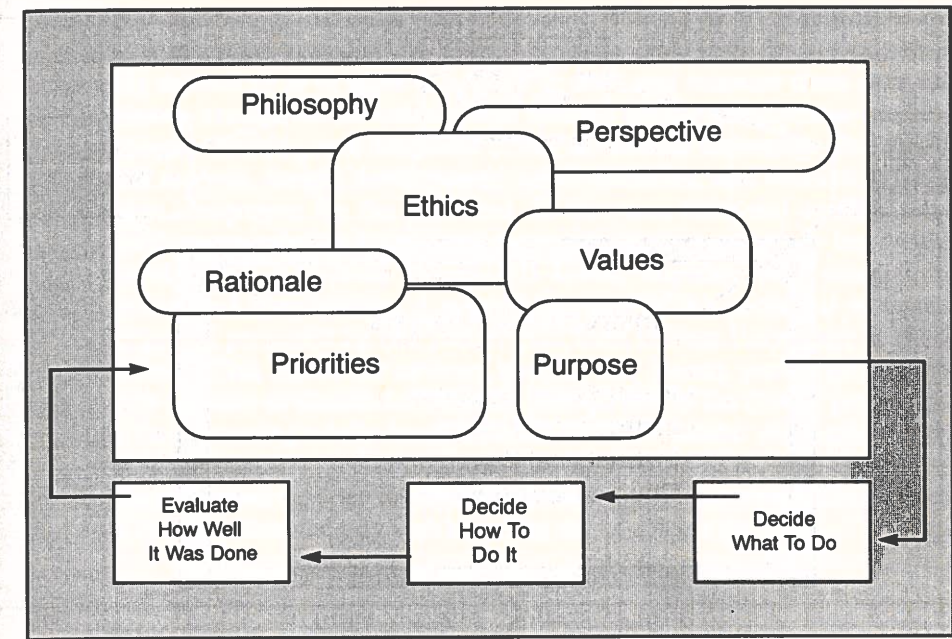 Philosophy
Perspective
Ethics
Values
Rationale
Priorities
Purpose
Evaluate
How Well
It Was Done
Decide
How To
Do It
Decide
What To Do